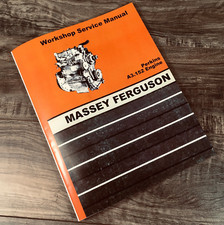 Workshop Service Manual
Perkins
A3.152 Engine
MASSEY FERGUSON